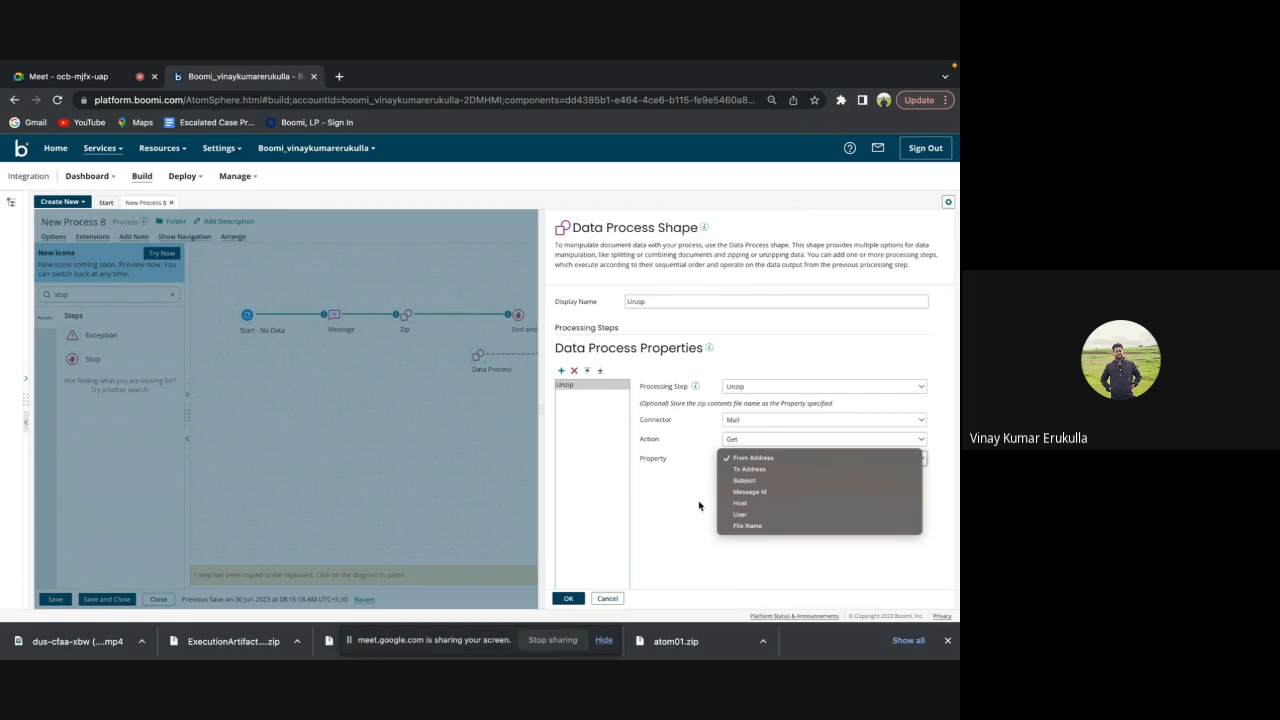 Meet - ocb-mjfx-uap
Boomi_vinaykumarerukulla - B
platform.boomi.com/AtomSphere.html#build;accountId=boomi_vinaykumarerukulla-2DMHMI;components=dd4385b1-e464-4ce6-b115-fe9e5460a8...
Update
Gmail YouTube Maps Escalated Case Pr... Boomi, LP - Sign In
Home Services Resources Settings Boomi_vinaykumarerukulla Sign Out
Integration Dashboard Build Deploy Manage
Create New Start New Process 8
New Process 8 - Process Folder Add Description
Options Extensions Add Note Show Navigation Arrange
New icons Try Now
New icons coming soon. Preview now. You
can switch back at any time.
stop
Results
Steps
Exception
Stop
Not finding what you are looking for?
Try another search.
Start - No Data Message Zip End and
Data Process
1 step has been copied to the clipboard. Click on the diagram to paste.
Save Save and Close Close Previous Save on 30 Jun 2023 at 08:16:18 AM UTC+5:30 Revert
Data Process Shape
To manipulate document data with your process, use the Data Process shape. This shape provides multiple options for data
manipulation, like splitting or combining documents and zipping or unzipping data. You can add one or more processing steps,
which execute according to their sequential order and operate on the data output from the previous processing step.
Display Name Unzip
Processing Steps
Data Process Properties
Unzip
Processing Step Unzip
(Optional) Store the zip contents file name as the Property specified.
Connector Mail
Action Get
Property
From Address
To Address
Subject
Message Id
Host
User
File Name
OK Cancel
Platform Status & Announcements © Copyright 2023 Boomi, Inc. Privacy
dus-cfaa-xbw (....mp4 ExecutionArtifact....zip meet.google.com is sharing your screen. Stop sharing Hide atom01.zip Show all
Vinay Kumar Erukulla